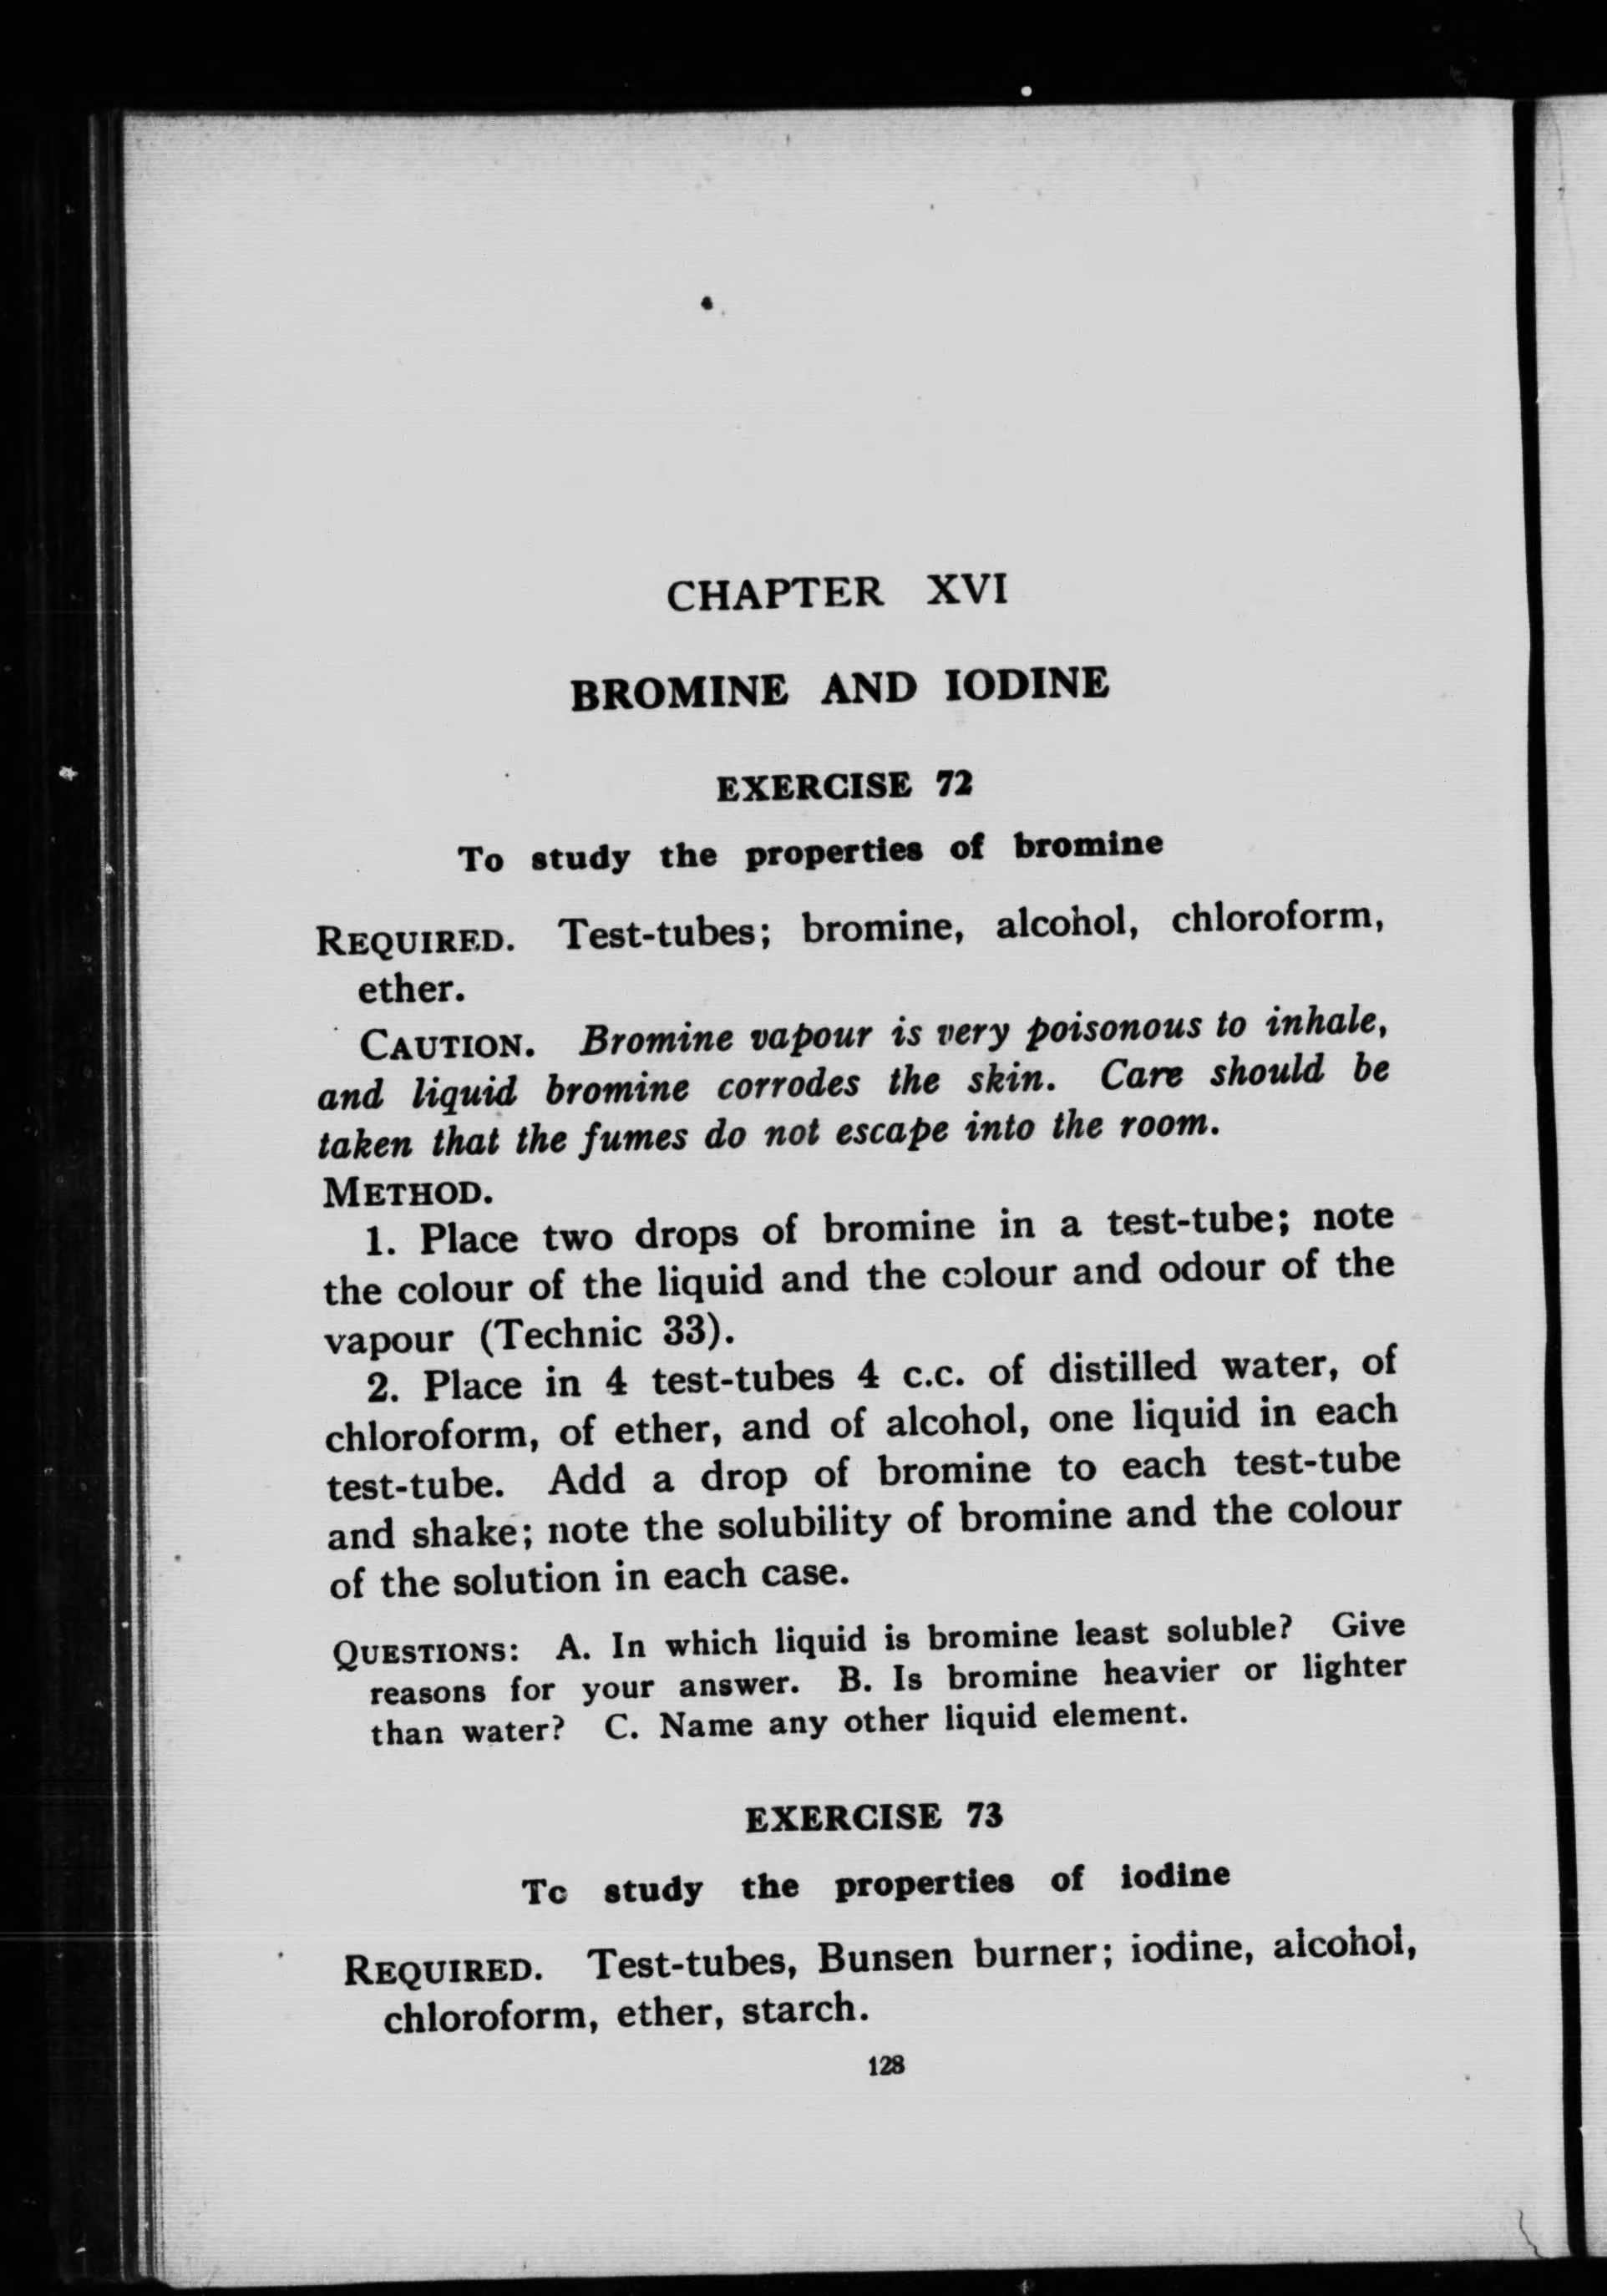 CHAPTER XVI
BROMINE AND IODINE
EXERCISE 72
To study the properties of bromine
REQUIRED. Test-tubes; bromine, alcohol, chloroform,
ether.
CAUTION. Bromine vapour is very poisonous to inhale,
and liquid bromine corrodes the skin. Care should be
taken that the fumes do not escape into the room.
METHOD.
1. Place two drops of bromine in a test-tube; note
the colour of the liquid and the colour and odour of the
vapour (Technic 33).
2. Place in 4 test-tubes 4 c.c. of distilled water, of
chloroform, of ether, and of alcohol, one liquid in each
test-tube. Add a drop of bromine to each test-tube
and shake; note the solubility of bromine and the colour
of the solution in each case.
QUESTIONS: A. In which liquid is bromine least soluble? Give
reasons for your answer. B. Is bromine heavier or lighter
than water? C. Name any other liquid element.
EXERCISE 73
To study the properties of iodine
REQUIRED. Test-tubes, Bunsen burner; iodine, alcohol,
chloroform, ether, starch.
128